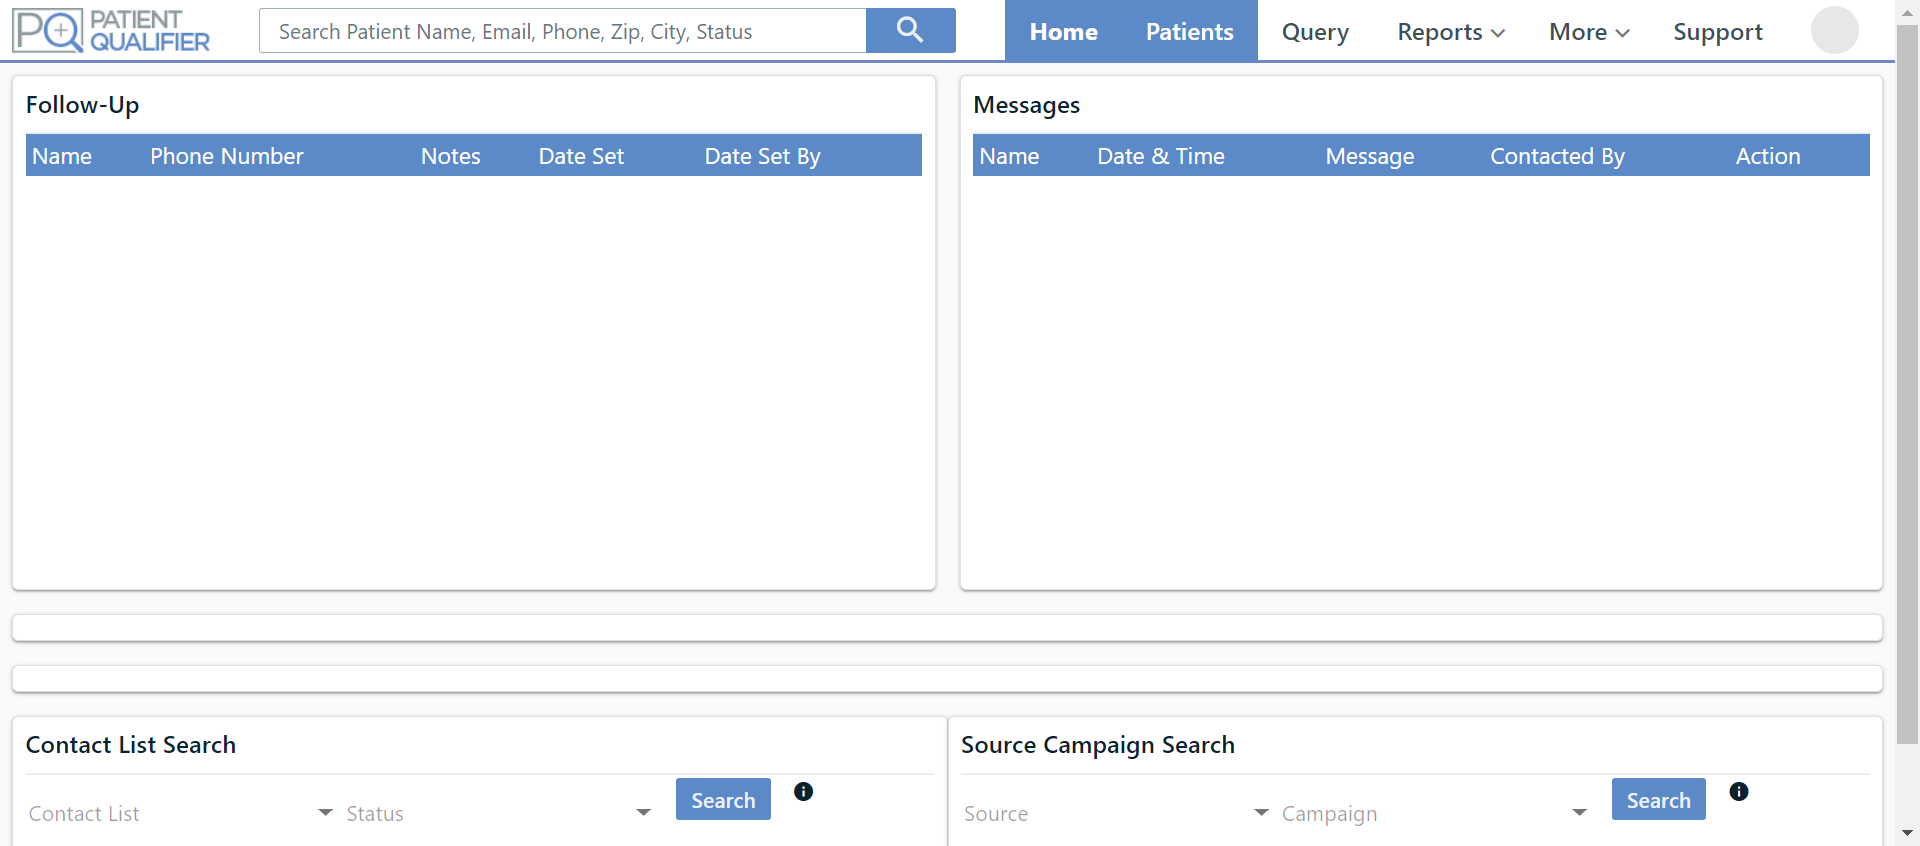 PQ PATIENT
QUALIFIER
Search Patient Name, Email, Phone, Zip, City, Status
Home Patients Query Reports More Support
Follow-Up
Name Phone Number Notes Date Set Date Set By
Messages
Name Date & Time Message Contacted By Action
Contact List Search
Contact List Status Search
Source Campaign Search
Source Campaign Search